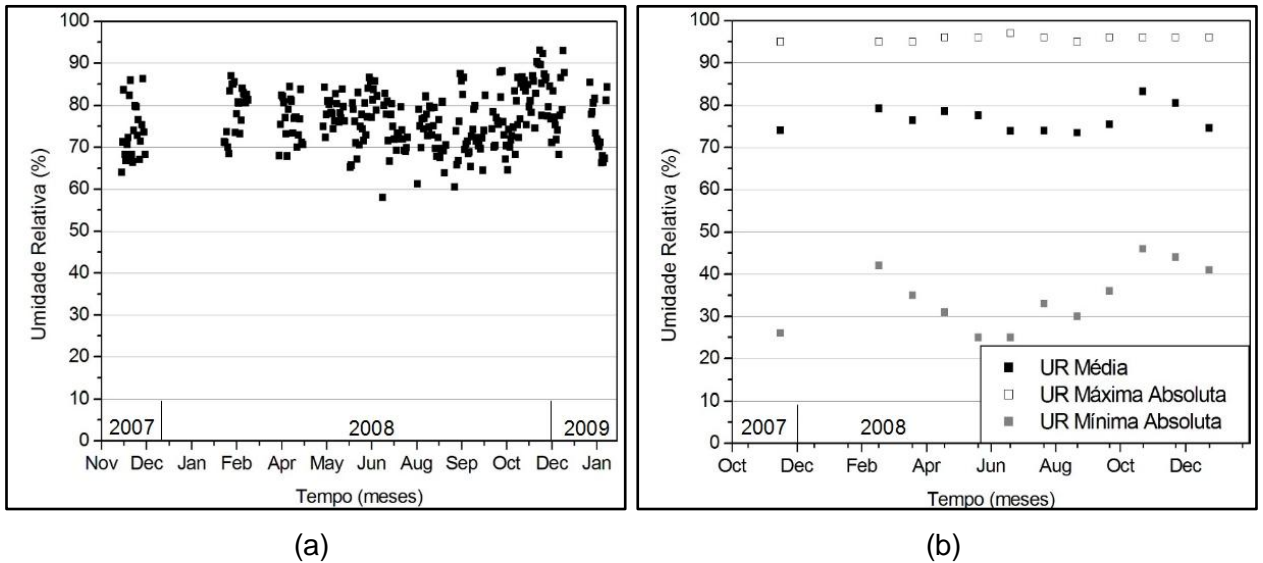 100
90
80
70
60
50
40
30
20
10
0
Umidade Relativa (%)
2007
2008
2009
Nov Dec Jan Feb Apr May Jun Aug Sep Oct Dec Jan
Tempo (meses)
(a)
100
90
80
70
60
50
40
30
20
10
0
Umidade Relativa (%)
UR Média
UR Máxima Absoluta
UR Mínima Absoluta
2007
2008
Oct Dec Feb Apr Jun Aug Oct Dec
Tempo (meses)
(b)